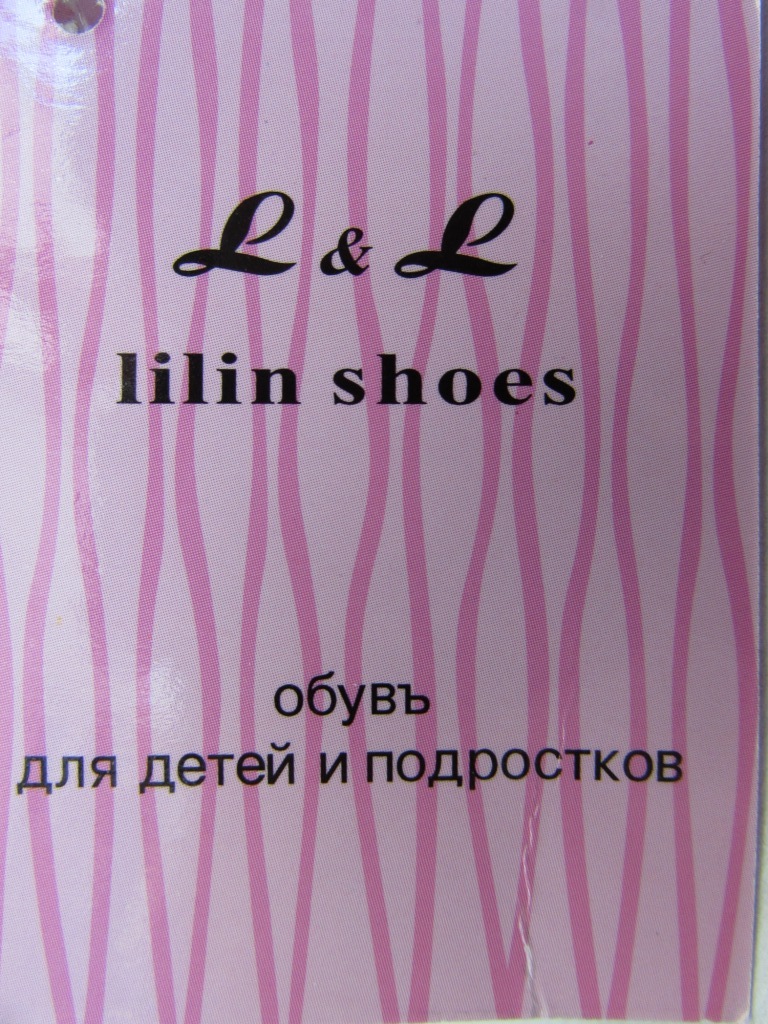 L & L
lilin shoes
обувъ
для детей и подростков